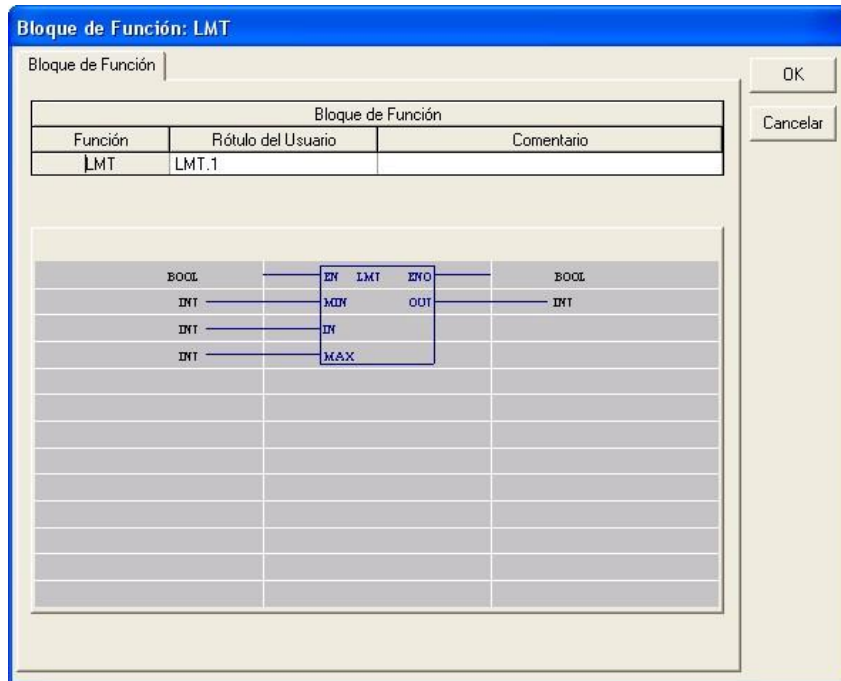 Bloque de Función: LMT
Bloque de Función
OK
Cancelar
Bloque de Función
Función Rótulo del Usuario Comentario
LMT LMT.1
BOOL EN LMT ENO BOOL
INT MIN OUT INT
INT IN
INT MAX